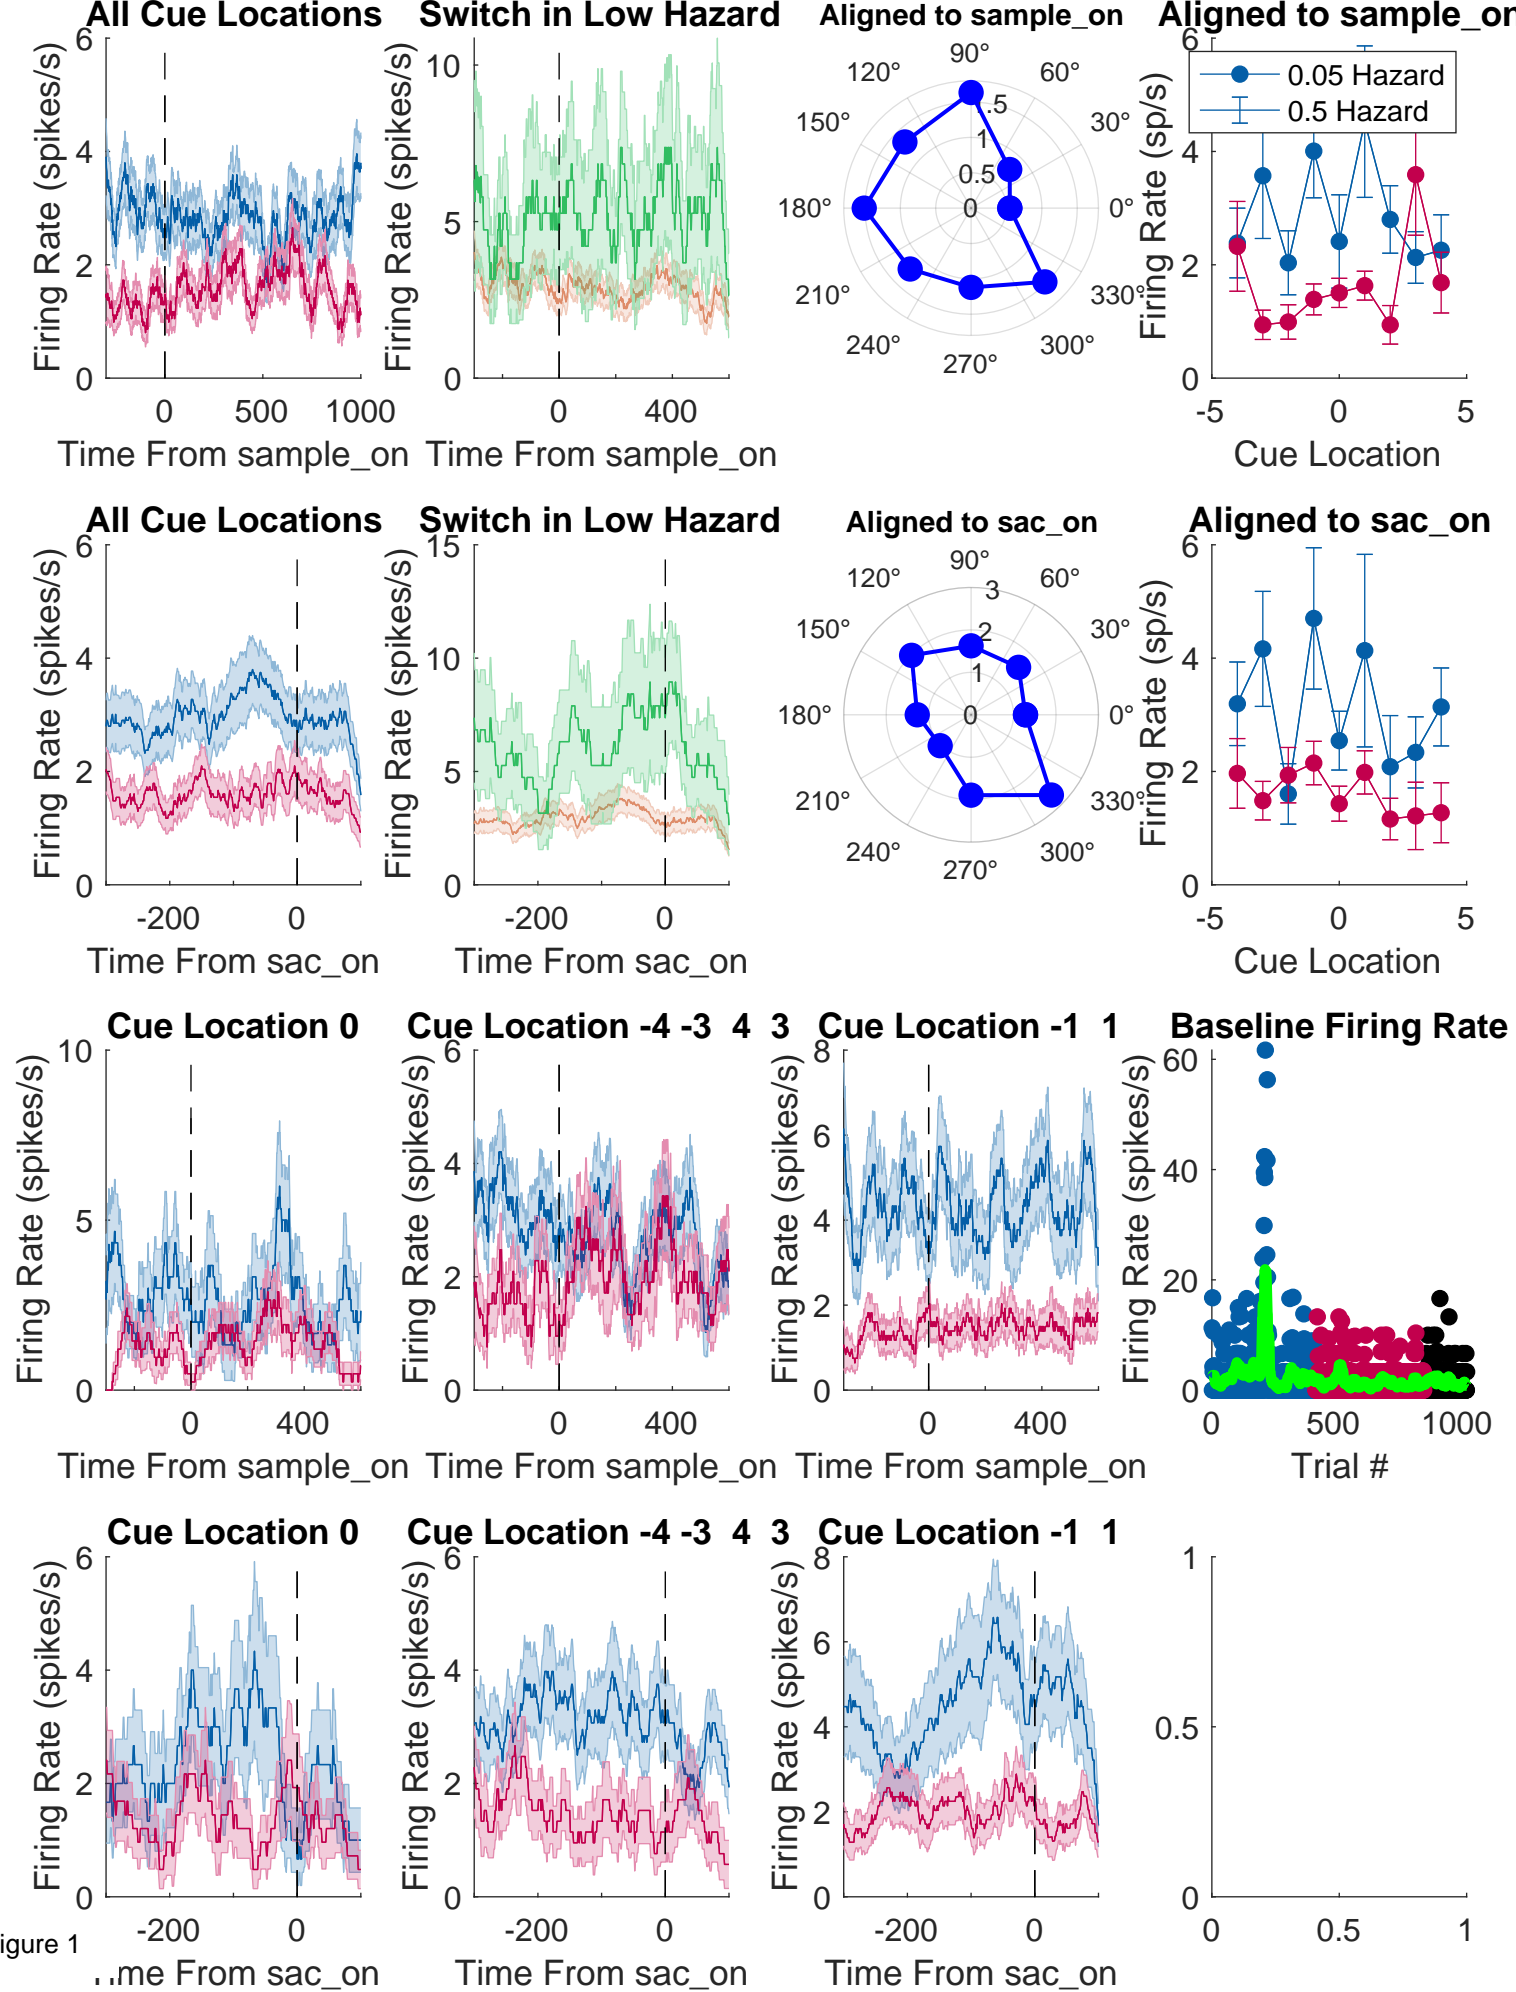 All Cue Locations
Switch in Low Hazard
Aligned to sample_on
Aligned to sample_on
Firing Rate (spikes/s)
6
4
2
0
0 500 1000
Time From sample_on
Firing Rate (spikes/s)
10
5
0
0 400
Time From sample_on
90°
120° 60°
150° 30°
180° 0°
210° 330°
240° 300°
270°
.5
1
0.5
0
Firing Rate (sp/s)
6
4
2
0
0.05 Hazard
0.5 Hazard
-5 0 5
Cue Location
All Cue Locations
Switch in Low Hazard
Aligned to sac_on
Aligned to sac_on
Firing Rate (spikes/s)
6
4
2
0
-200 0
Time From sac_on
Firing Rate (spikes/s)
15
10
5
0
-200 0
Time From sac_on
90°
120° 60°
150° 30°
180° 0°
210° 330°
240° 300°
270°
3
2
1
0
Firing Rate (sp/s)
6
4
2
0
-5 0 5
Cue Location
Cue Location 0
Cue Location -4 -3 4 3
Cue Location -1 1
Baseline Firing Rate
Firing Rate (spikes/s)
10
5
0
0 400
Time From sample_on
Firing Rate (spikes/s)
6
4
2
0
0 400
Time From sample_on
Firing Rate (spikes/s)
8
6
4
2
0
0 400
Time From sample_on
Firing Rate (spikes/s)
60
40
20
0
0 500 1000
Trial #
Cue Location 0
Cue Location -4 -3 4 3
Cue Location -1 1
Firing Rate (spikes/s)
6
4
2
0
-200 0
Time From sac_on
Firing Rate (spikes/s)
6
4
2
0
-200 0
Time From sac_on
Firing Rate (spikes/s)
8
6
4
2
0
-200 0
Time From sac_on
1
0.5
0
0 0.5 1
igure 1